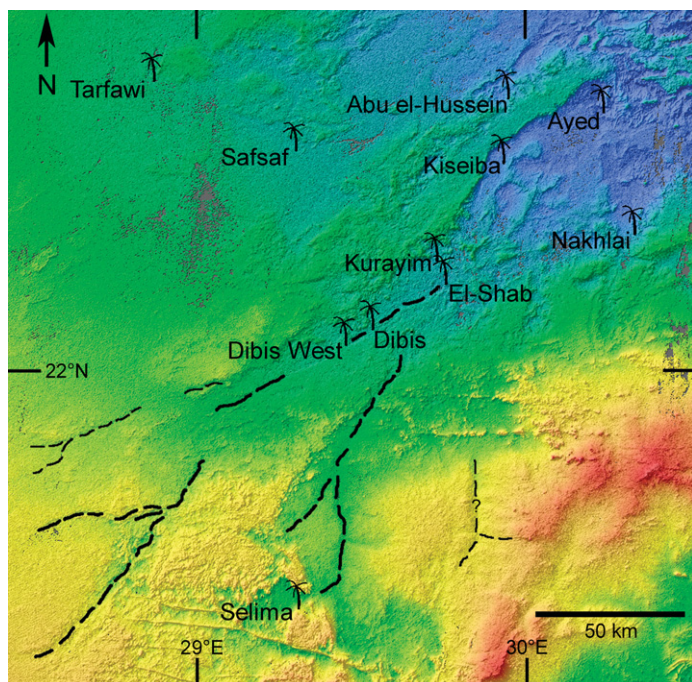 N
Tarfawi
Abu el-Hussein
Ayed
Safsaf
Kiseiba
Nakhlai
Kurayim
El-Shab
Dibis West
Dibis
22°N
?
Selima
50 km
29°E
30°E